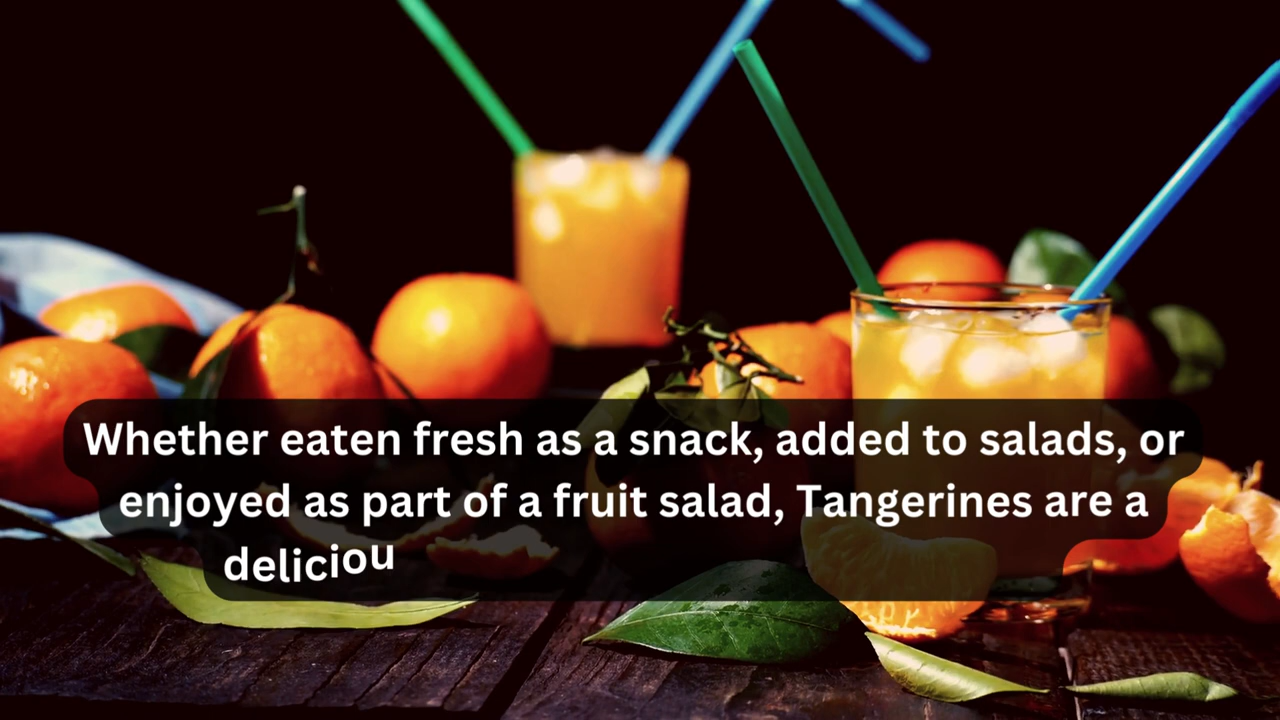 Whether eaten fresh as a snack, added to salads, or
enjoyed as part of a fruit salad, Tangerines are a
deliciou